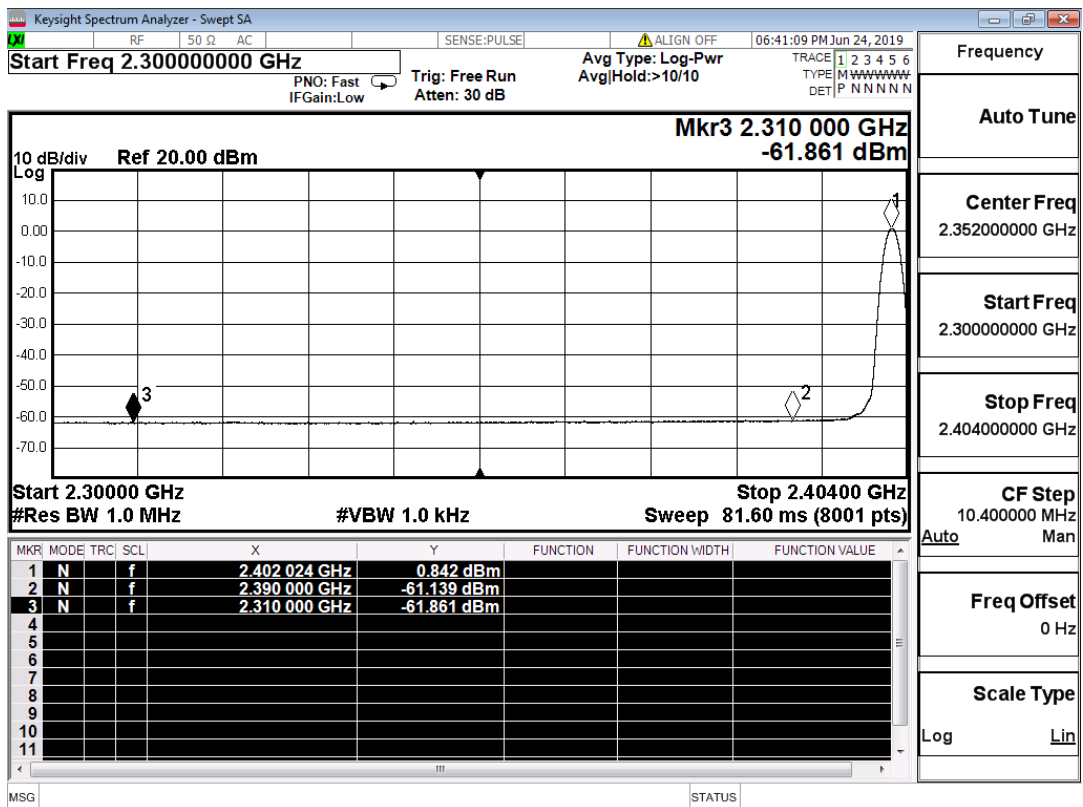 Keysight Spectrum Analyzer - Swept SA
LXI RF 50 Ω AC SENSE:PULSE ALIGN OFF 06:41:09 PM Jun 24, 2019
Start Freq 2.300000000 GHz
PNO: Fast
IFGain:Low
Trig: Free Run
Atten: 30 dB
Avg Type: Log-Pwr
Avg|Hold:>10/10
TRACE 1 2 3 4 5 6
TYPE M W W W W W
DET P N N N N N
Mkr3 2.310 000 GHz
-61.861 dBm
10 dB/div Ref 20.00 dBm
Log
10.0
0.00
-10.0
-20.0
-30.0
-40.0
-50.0
-60.0
-70.0
1
2
3
Start 2.30000 GHz Stop 2.40400 GHz
#Res BW 1.0 MHz #VBW 1.0 kHz Sweep 81.60 ms (8001 pts)
MKR MODE TRC SCL X Y FUNCTION FUNCTION WIDTH FUNCTION VALUE
1 N f 2.402 024 GHz 0.842 dBm
2 N f 2.390 000 GHz -61.139 dBm
3 N f 2.310 000 GHz -61.861 dBm
4
5
6
7
8
9
10
11
MSG STATUS
Frequency
Auto Tune
Center Freq
2.352000000 GHz
Start Freq
2.300000000 GHz
Stop Freq
2.404000000 GHz
CF Step
10.400000 MHz
Auto Man
Freq Offset
0 Hz
Scale Type
Log Lin